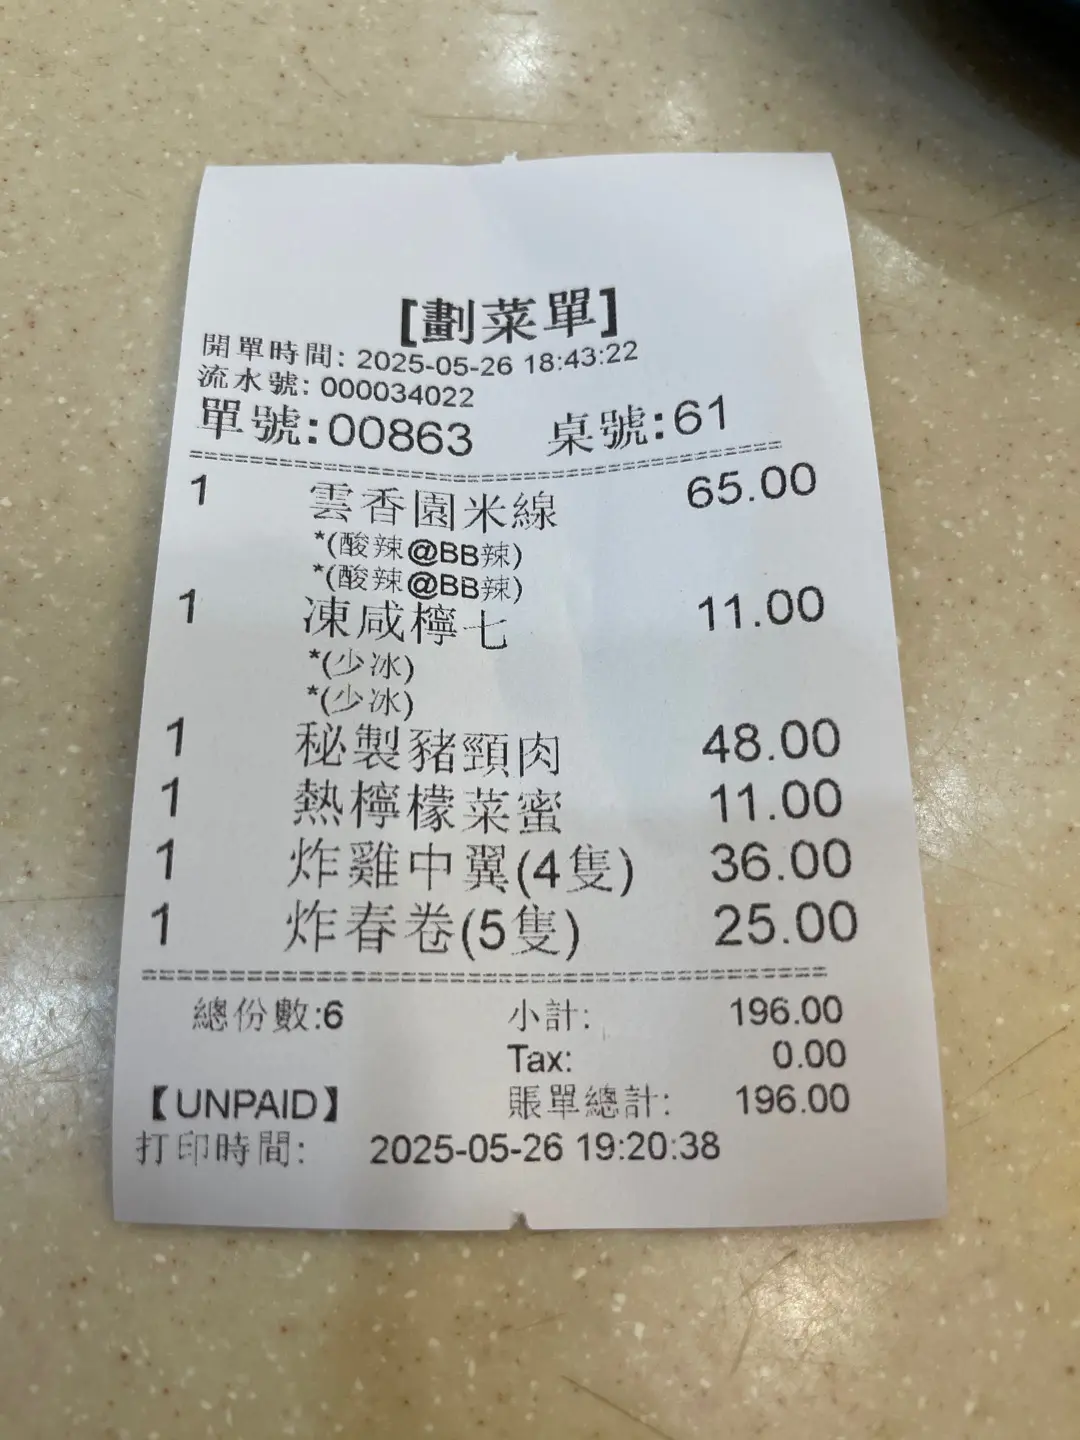 [劃菜單]
開單時間: 2025-05-26 18:43:22
流水號: 000034022
單號:00863 桌號:61
1 雲香園米線 65.00
*(酸辣@BB辣)
*(酸辣@BB辣)
1 凍咸檸七 11.00
*(少冰)
*(少冰)
1 秘製豬頸肉 48.00
1 熱檸檬菜蜜 11.00
1 炸雞中翼(4隻) 36.00
1 炸春卷(5隻) 25.00
總份數:6 小計: 196.00
Tax: 0.00
【UNPAID】 賬單總計: 196.00
打印時間: 2025-05-26 19:20:38